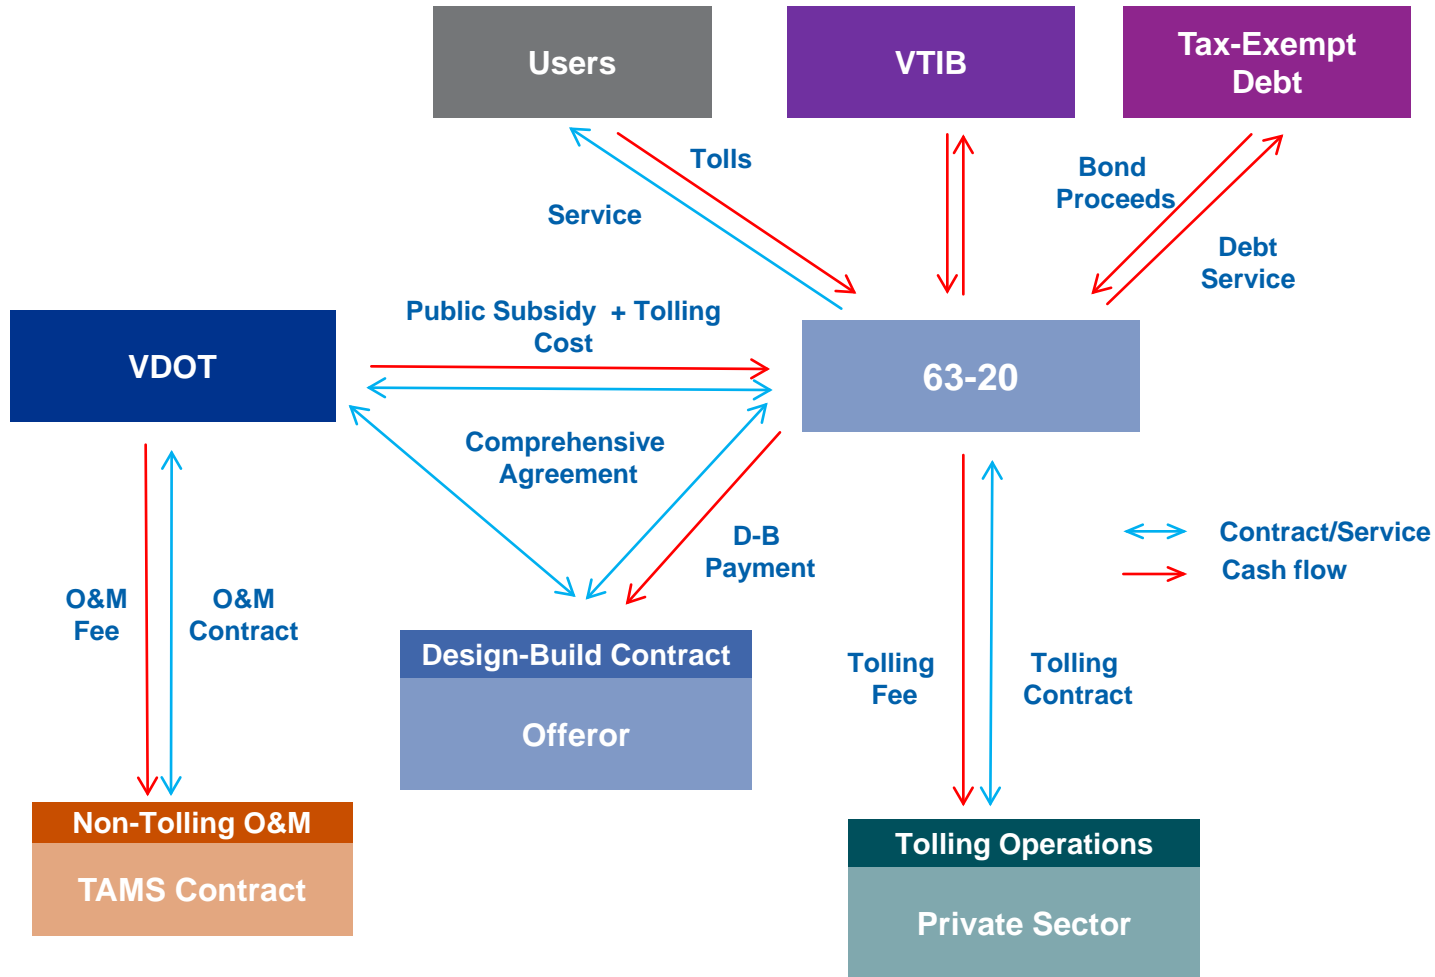 Users
VTIB
Tax-Exempt
Debt
Tolls
Service
Bond
Proceeds
Debt
Service
Public Subsidy + Tolling
Cost
VDOT
63-20
Comprehensive
Agreement
D-B
Payment
Contract/Service
Cash flow
O&M
Fee
O&M
Contract
Design-Build Contract
Offeror
Tolling
Fee
Tolling
Contract
Non-Tolling O&M
TAMS Contract
Tolling Operations
Private Sector